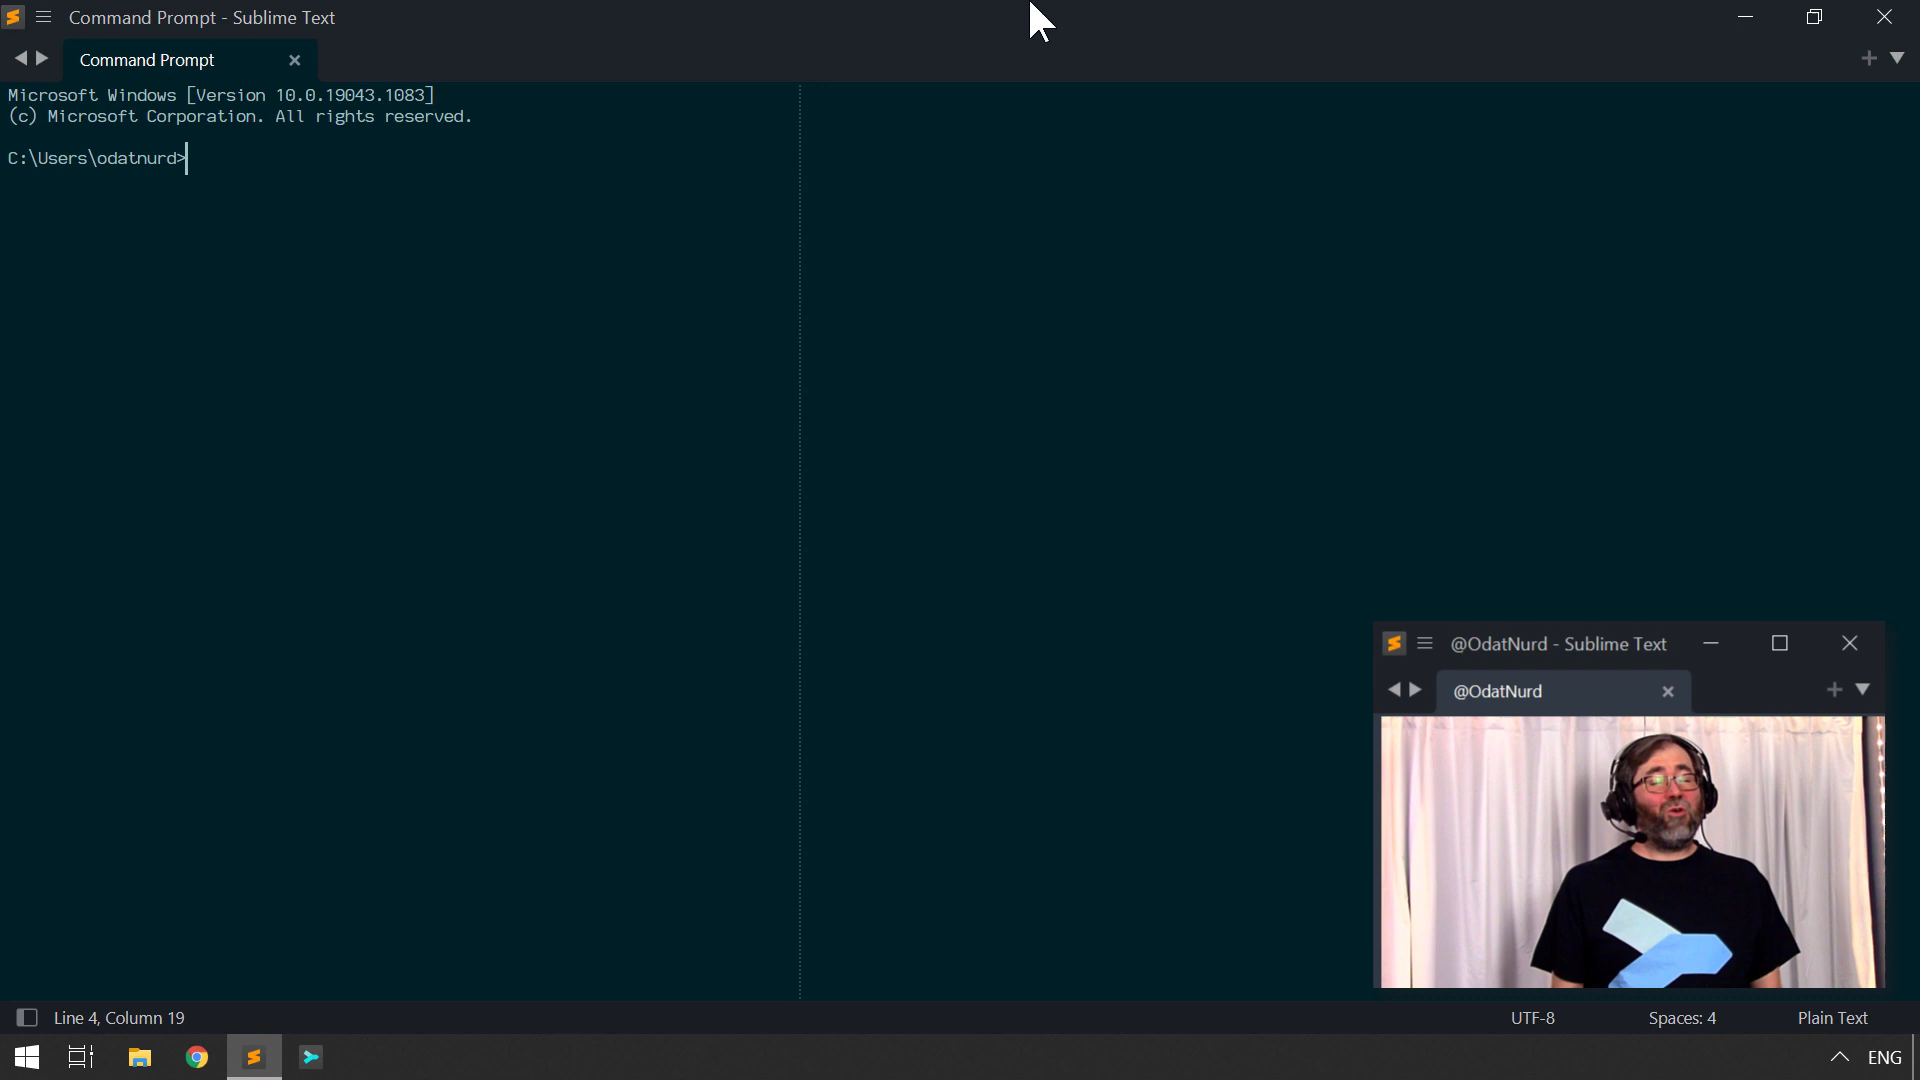 Command Prompt - Sublime Text
Command Prompt
Microsoft Windows [Version 10.0.19043.1083]
(c) Microsoft Corporation. All rights reserved.
C:\Users\odatnurd>
@OdatNurd - Sublime Text
@OdatNurd
Line 4, Column 19
UTF-8
Spaces: 4
Plain Text
ENG